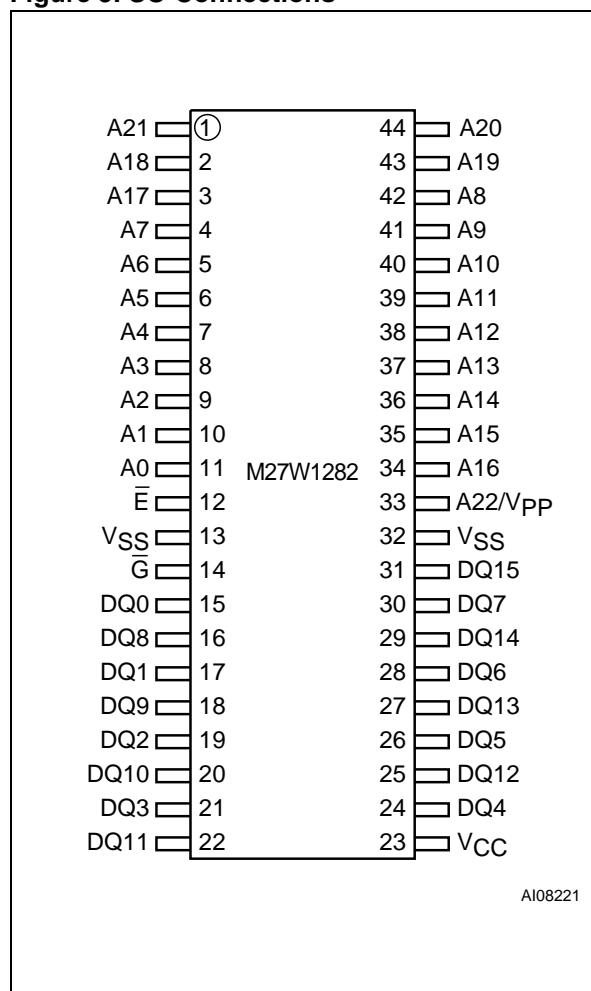 A21 1 44 A20
A18 2 43 A19
A17 3 42 A8
A7 4 41 A9
A6 5 40 A10
A5 6 39 A11
A4 7 38 A12
A3 8 37 A13
A2 9 36 A14
A1 10 35 A15
A0 11 M27W1282 34 A16
E̅ 12 33 A22/VPP
VSS 13 32 VSS
G̅ 14 31 DQ15
DQ0 15 30 DQ7
DQ8 16 29 DQ14
DQ1 17 28 DQ6
DQ9 18 27 DQ13
DQ2 19 26 DQ5
DQ10 20 25 DQ12
DQ3 21 24 DQ4
DQ11 22 23 VCC
AI08221